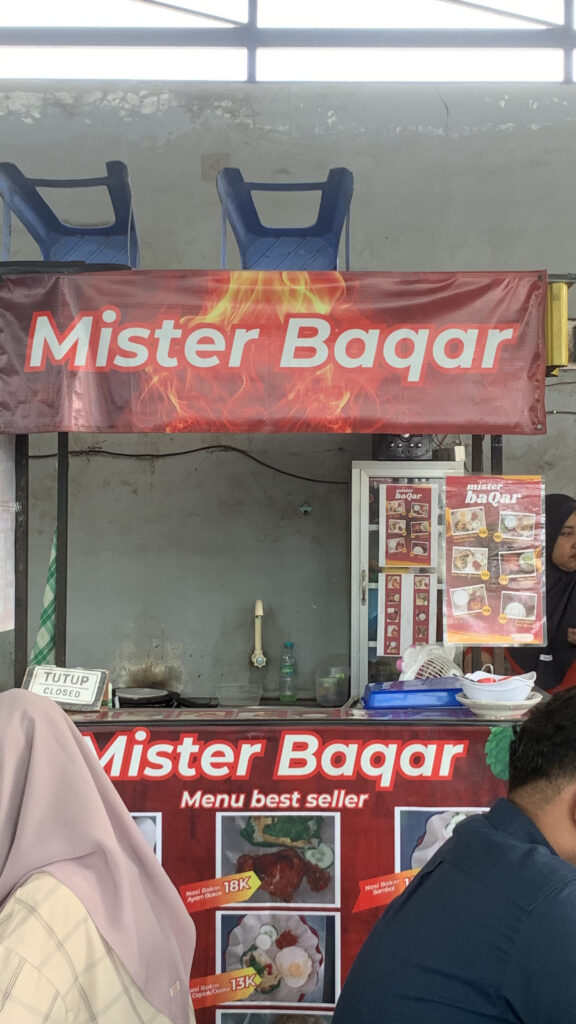 Mister Baqar
mister
baQar
mister
baQar
TUTUP
CLOSED
Mister Baqar
Menu best seller
Nasi Bakar
Ayam Bakar 18K
Nasi Bakar
Sambal
13K